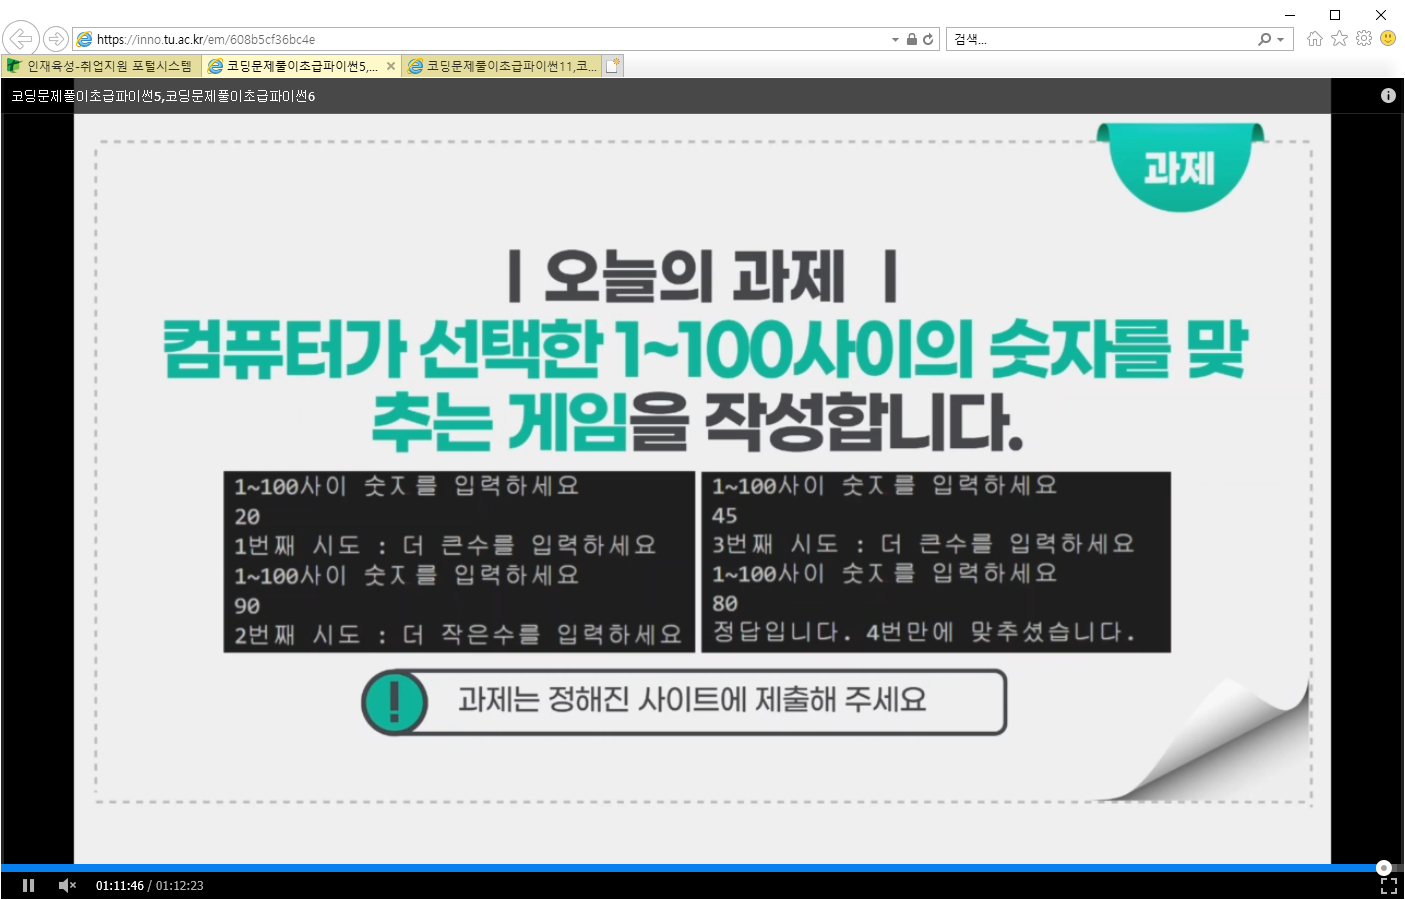 https://inno.tu.ac.kr/em/608b5cf36bc4e
검색...
인재육성-취업지원 포털시스템
코딩문제풀이초급파이썬5,...
코딩문제풀이초급파이썬11,코...
코딩문제풀이초급파이썬5,코딩문제풀이초급파이썬6
과제
| 오늘의 과제 |
컴퓨터가 선택한 1~100사이의 숫자를 맞
추는 게임을 작성합니다.
1~100사이 숫자를 입력하세요
20
1번째 시도 : 더 큰수를 입력하세요
1~100사이 숫자를 입력하세요
90
2번째 시도 : 더 작은수를 입력하세요
1~100사이 숫자를 입력하세요
45
3번째 시도 : 더 큰수를 입력하세요
1~100사이 숫자를 입력하세요
80
정답입니다. 4번만에 맞추셨습니다.
! 과제는 정해진 사이트에 제출해 주세요
01:11:46 / 01:12:23